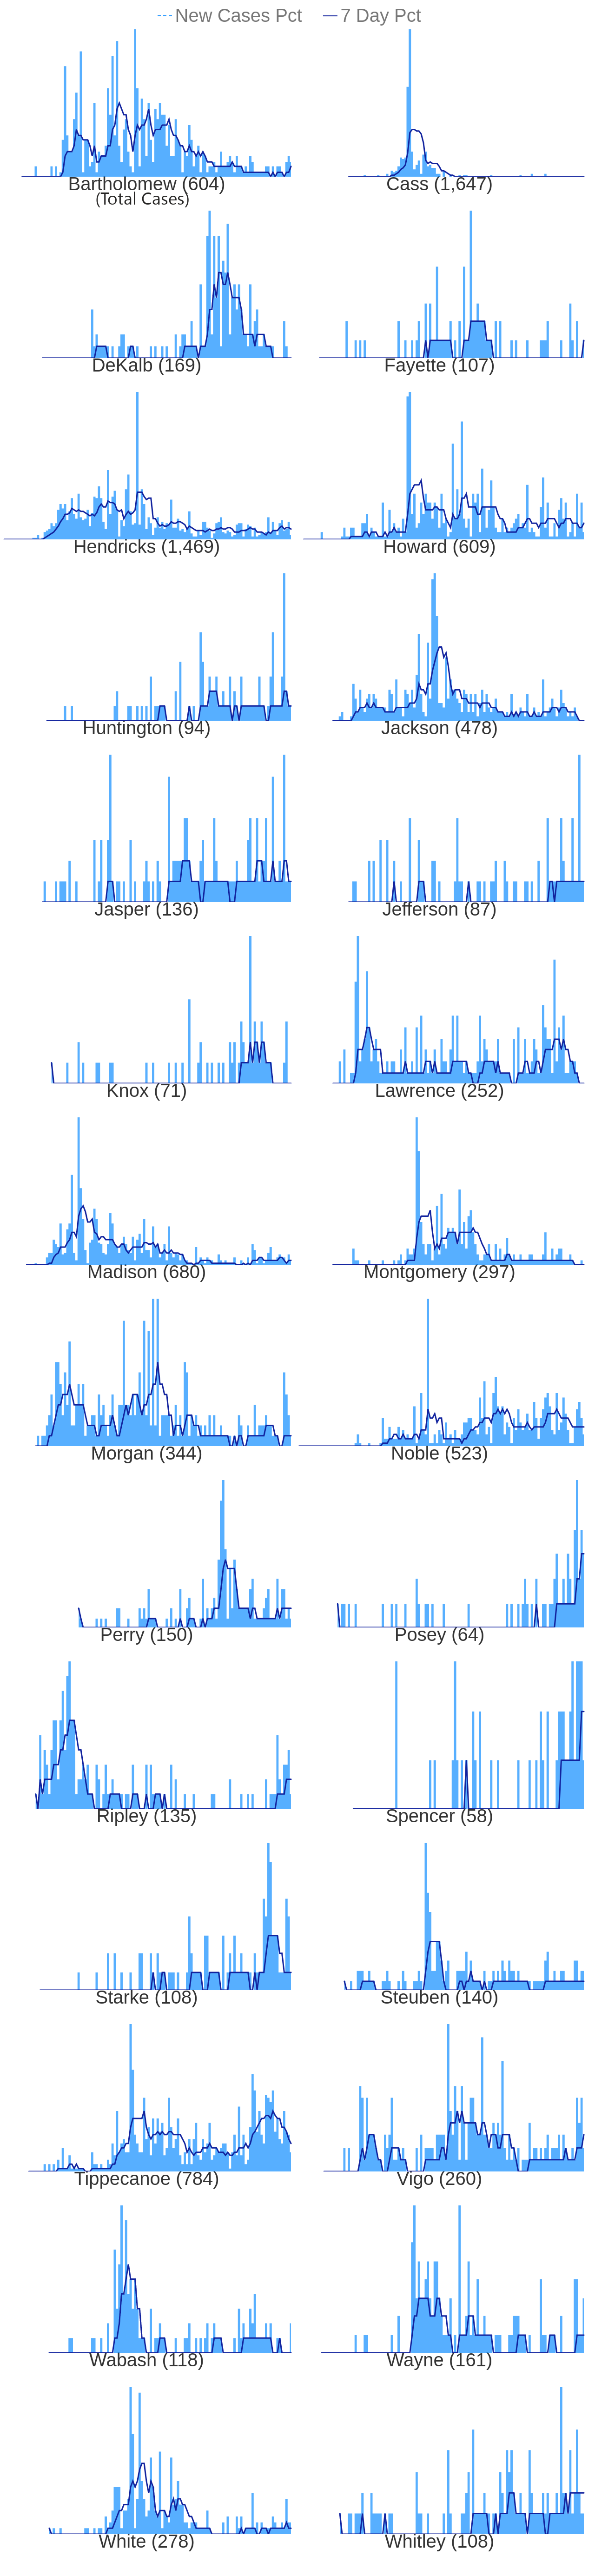 New Cases Pct 7 Day Pct
Bartholomew (604) Cass (1,647)
(Total Cases)
DeKalb (169) Fayette (107)
Hendricks (1,469) Howard (609)
Huntington (94) Jackson (478)
Jasper (136) Jefferson (87)
Knox (71) Lawrence (252)
Madison (680) Montgomery (297)
Morgan (344) Noble (523)
Perry (150) Posey (64)
Ripley (135) Spencer (58)
Starke (108) Steuben (140)
Tippecanoe (784) Vigo (260)
Wabash (118) Wayne (161)
White (278) Whitley (108)